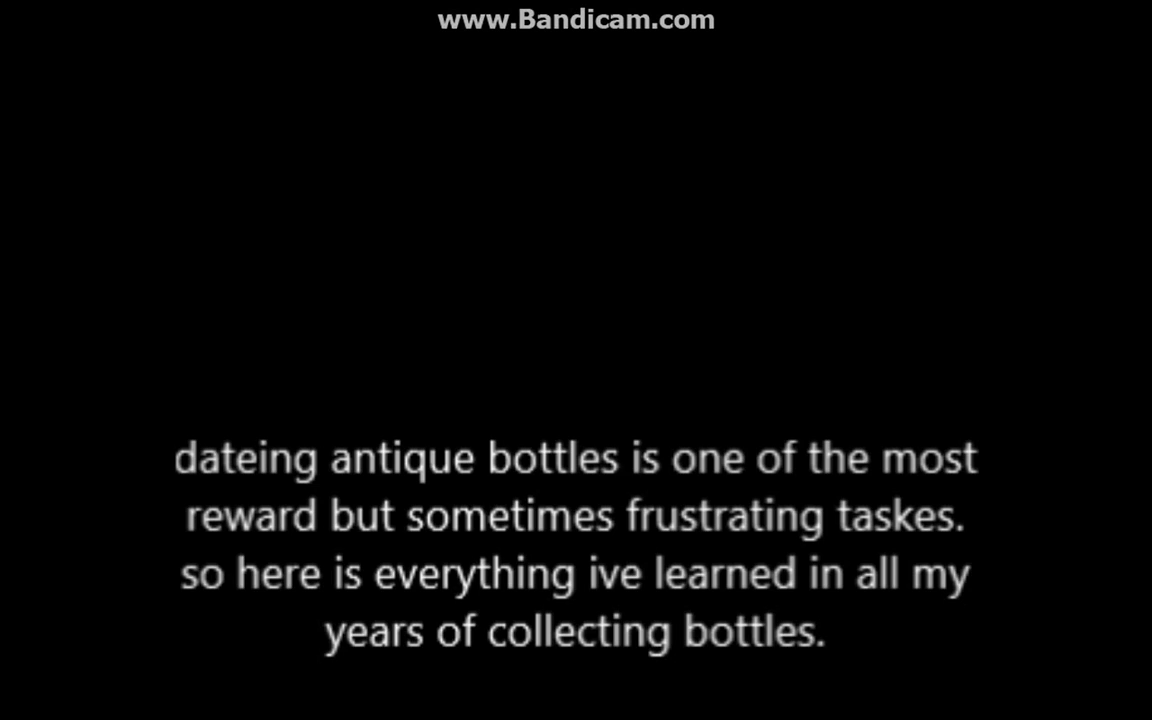 www.Bandicam.com
dateing antique bottles is one of the most
reward but sometimes frustrating taskes.
so here is everything ive learned in all my
years of collecting bottles.